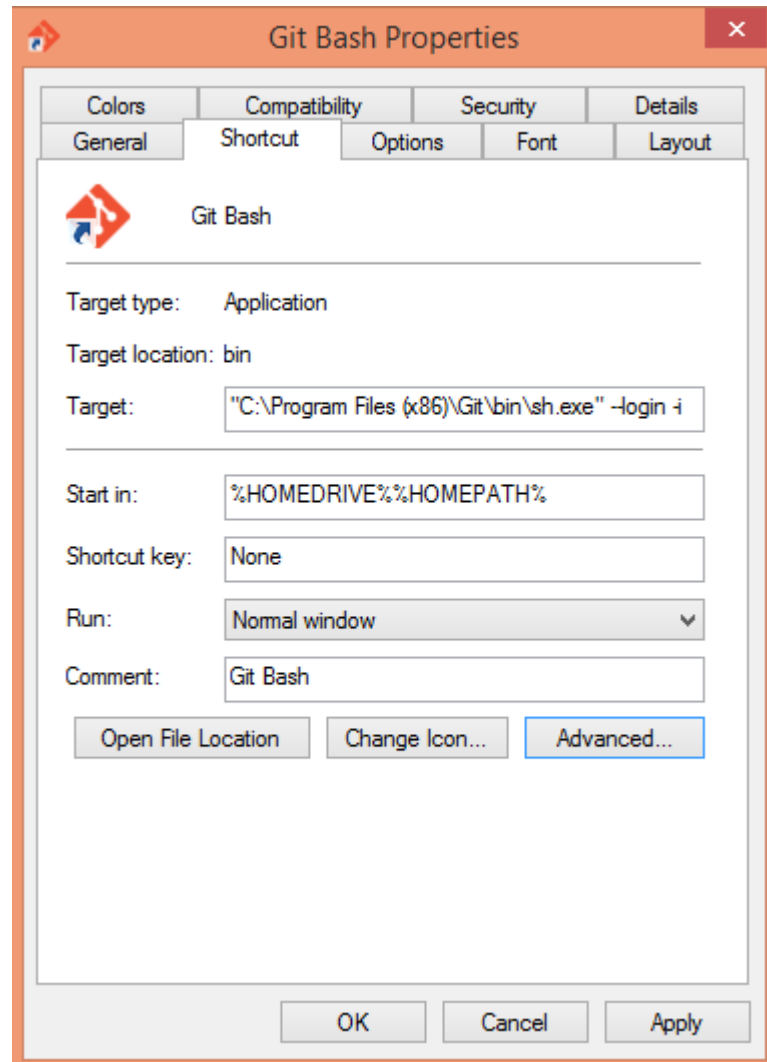 Git Bash Properties
Colors Compatibility Security Details
General Shortcut Options Font Layout
Git Bash
Target type: Application
Target location: bin
Target: "C:\Program Files (x86)\Git\bin\sh.exe" --login -i
Start in: %HOMEDRIVE%%HOMEPATH%
Shortcut key: None
Run: Normal window
Comment: Git Bash
Open File Location Change Icon... Advanced...
OK Cancel Apply